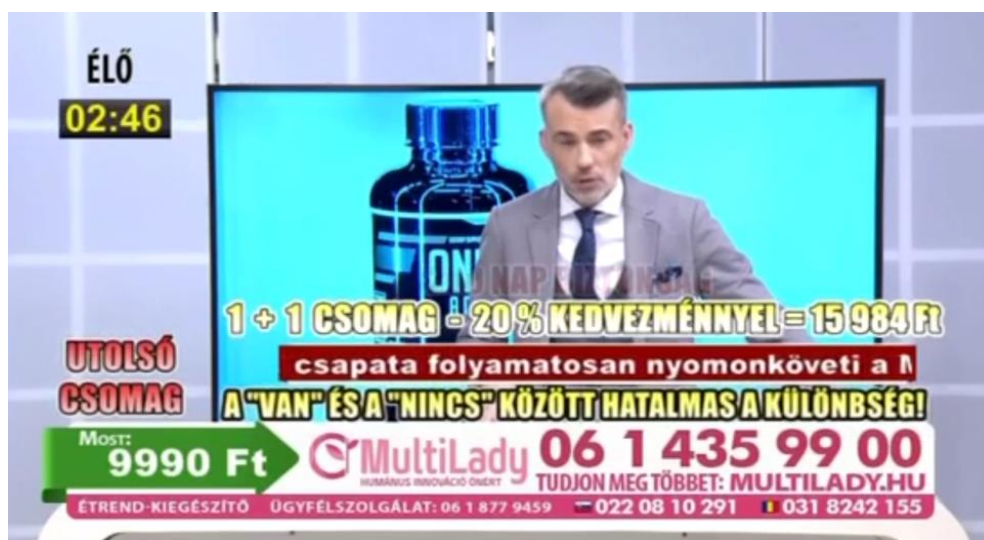 ÉLŐ
02:46
NAP BIZTONSÁG
1 + 1 CSOMAG - 20 % KEDVEZMÉNNYEL = 15 984 Ft
UTOLSÓ
CSOMAG
csapata folyamatosan nyomonköveti a
A "VAN" ÉS A "NINCS" KÖZÖTT HATALMAS A KÜLÖNBSÉG!
MOST:
9990 Ft
MultiLady
HUMÁNUS INNOVÁCIÓ ÖNÉRT
06 1 435 99 00
TUDJON MEG TÖBBET: MULTILADY.HU
ÉTREND-KIEGÉSZÍTŐ ÜGYFÉLSZOLGÁLAT: 06 1 877 9459 022 08 10 291 031 8242 155